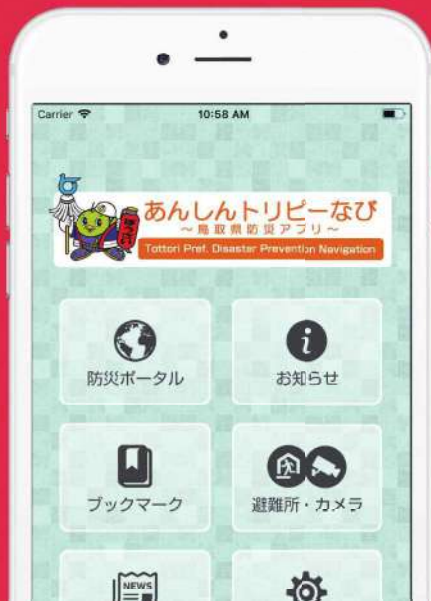 Carrier 10:58 AM
あんしんトリピーなび
～鳥取県防災アプリ～
Tottori Pref. Disaster Prevention Navigation
防災ポータル
お知らせ
ブックマーク
避難所・カメラ
NEWS